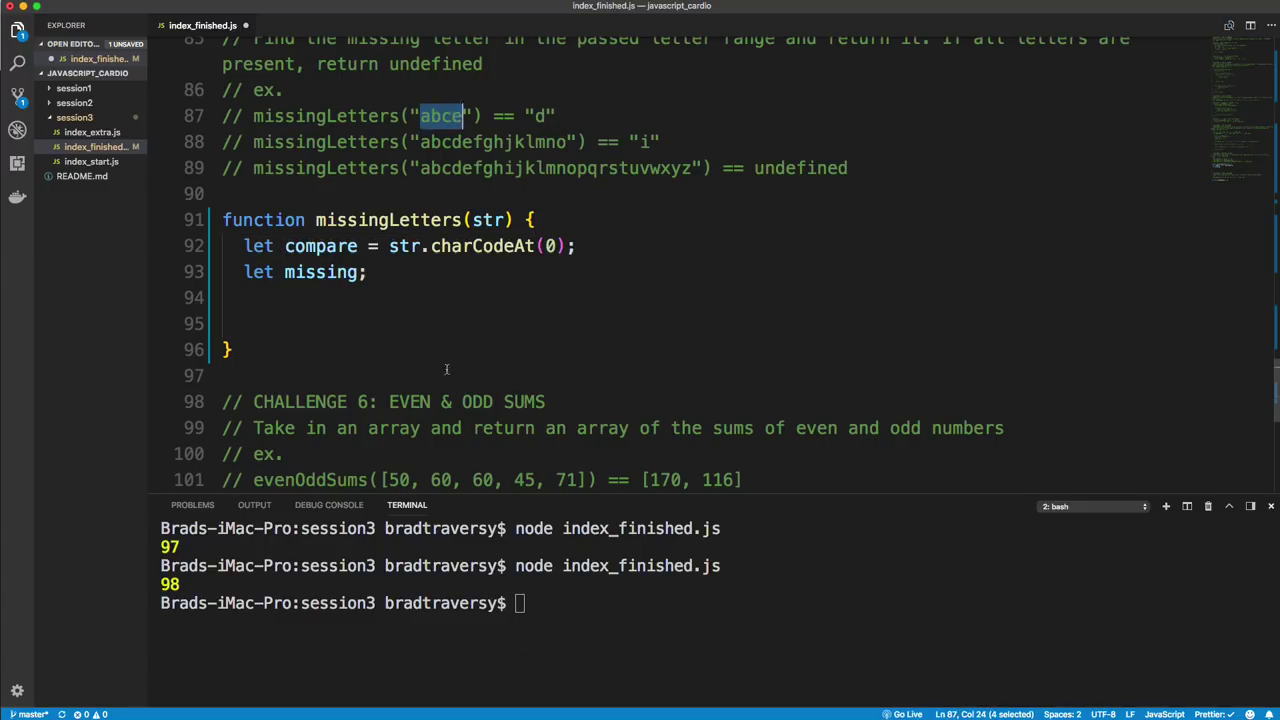 index_finished.js — javascript_cardio
EXPLORER
index_finished.js
OPEN EDITO... 1 UNSAVED
index_finishe... M
JAVASCRIPT_CARDIO
session1
session2
session3
index_extra.js
index_finished... M
index_start.js
README.md
85 // Find the missing letter in the passed letter range and return it. If all letters are
present, return undefined
86 // ex.
87 // missingLetters("abce") == "d"
88 // missingLetters("abcdefghjklmno") == "i"
89 // missingLetters("abcdefghijklmnopqrstuvwxyz") == undefined
90
91 function missingLetters(str) {
92 let compare = str.charCodeAt(0);
93 let missing;
94
95
96 }
97
98 // CHALLENGE 6: EVEN & ODD SUMS
99 // Take in an array and return an array of the sums of even and odd numbers
100 // ex.
101 // evenOddSums([50, 60, 60, 45, 71]) == [170, 116]
PROBLEMS OUTPUT DEBUG CONSOLE TERMINAL 2: bash
Brads-iMac-Pro:session3 bradtraversy$ node index_finished.js
97
Brads-iMac-Pro:session3 bradtraversy$ node index_finished.js
98
Brads-iMac-Pro:session3 bradtraversy$
master* 0 0 Go Live Ln 87, Col 24 (4 selected) Spaces: 2 UTF-8 LF JavaScript Prettier: ✓